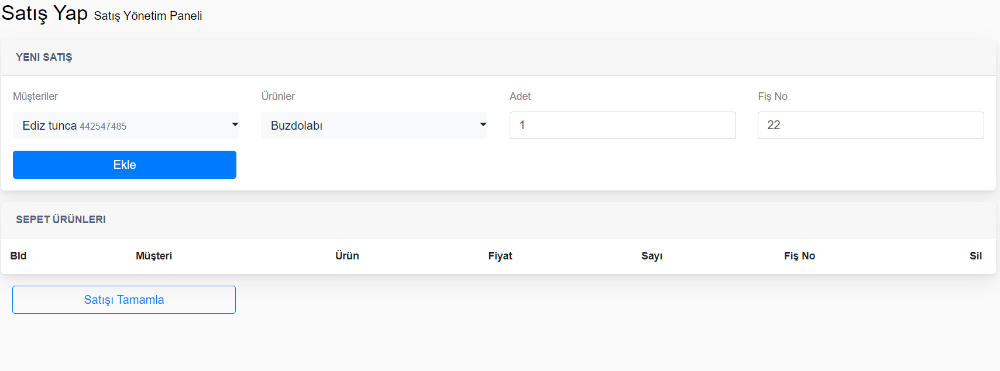 Satış Yap Satış Yönetim Paneli
YENI SATIŞ
Müşteriler Ürünler Adet Fiş No
Ediz tunca 442547485 Buzdolabı 1 22
Ekle
SEPET ÜRÜNLERI
BId Müşteri Ürün Fiyat Sayı Fiş No Sil
Satışı Tamamla